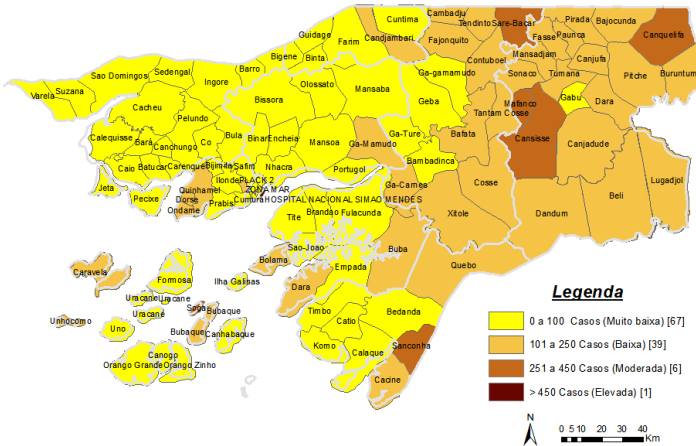 Cambadju
Cuntima
Tendinto
Sare-Bacar
Pirada
Bajocunda
Guidage
Farim
Candjambari
Fajonquito
Fasse
Paunca
Canquelifa
Bigene
Binta
Contuboel
Mansadjam
Canjufa
Sao Domingos
Sedengal
Barro
Olossato
Ga-gamamudo
Sonaco
Tumana
Pitche
Buruntum
Varela
Suzana
Ingore
Mansaba
Geba
Mafanco
Gabu
Dara
Cacheu
Bissora
Tantam Cosse
Pelundo
Calequisse
Bará
Co
Bula
Binar
Encheia
Mansoa
Ga-Mamudo
Ga-Ture
Bafata
Cansisse
Canjadude
Canchungo
Caio
Batucar
Carenque
Bijimita
Safim
Nhacra
Portugol
Bambadinca
Lugadjol
Jeta
Pecixe
Quinhamel
Dorse
Ondame
Ilonde
PLACK 2
ZONA MAR
Prabis
Cumura
HOSPITAL NACIONAL SIMAO MENDES
Ga-Carnes
Cosse
Beli
Tite
Brandao
Fulacunda
Xitole
Dandum
Sao-Joao
Buba
Bolama
Empada
Quebo
Caravela
Formosa
Ilha Galinas
Dara
Uracane
Uracane
Uracane
Soga
Bubaque
Timbo
Bedanda
Unhocomo
Uno
Bubaque
Canhabaque
Catio
Komo
Calaque
Sanconha
Canogo
Orango Grande
Orango Zinho
Cacine
Legenda
0 a 100 Casos (Muito baixa) [67]
101 a 250 Casos (Baixa) [39]
251 a 450 Casos (Moderada) [6]
> 450 Casos (Elevada) [1]
N
0 5 10 20 30 40
Km